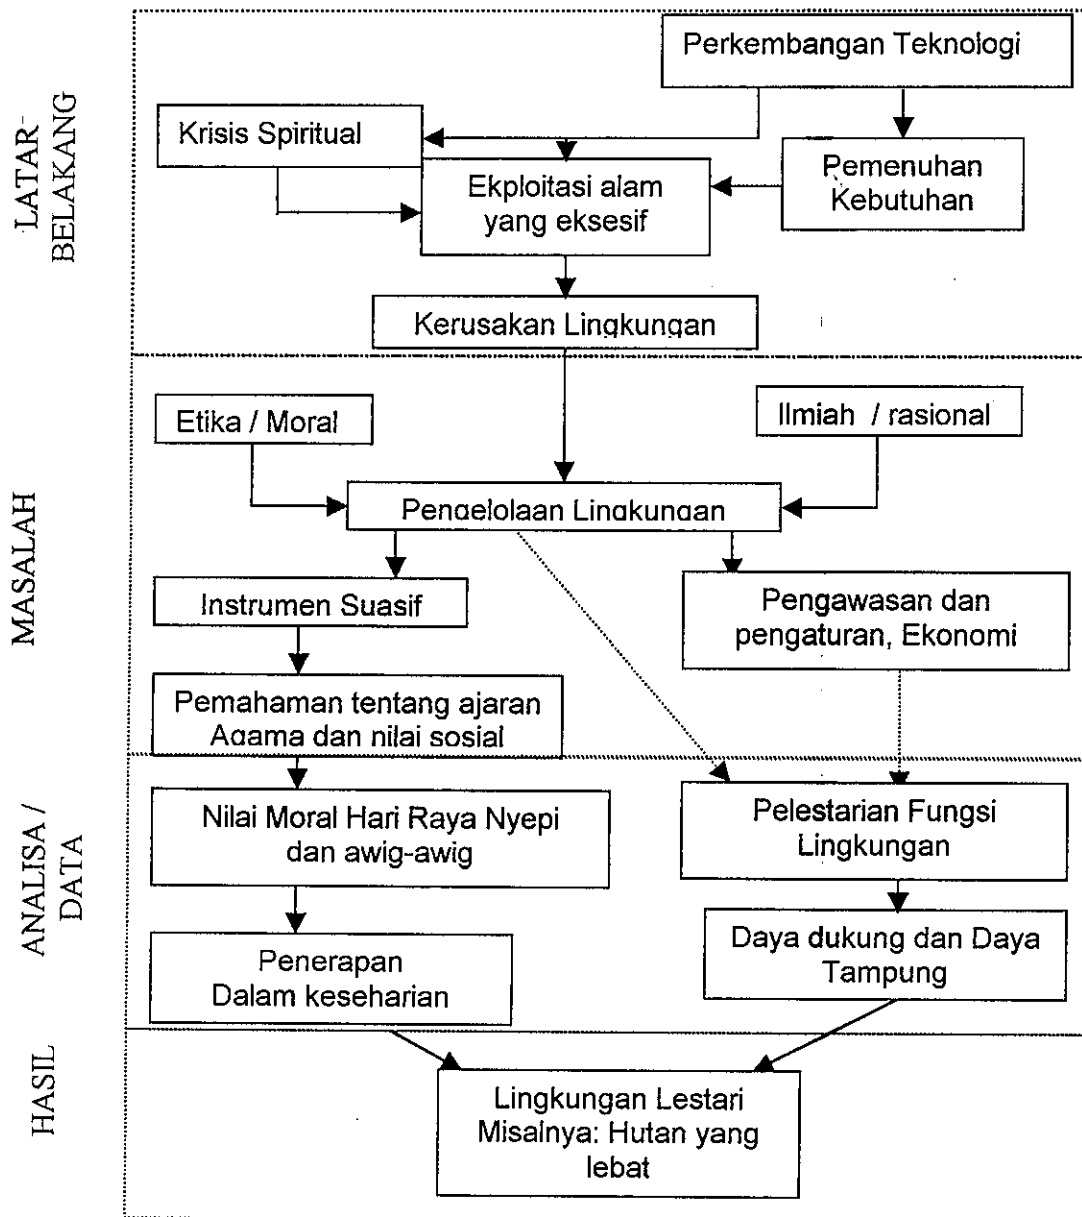 LATAR-
BELAKANG
Perkembangan Teknologi
Krisis Spiritual
Ekploitasi alam
yang eksesif
Pemenuhan
Kebutuhan
Kerusakan Lingkungan
MASALAH
Etika / Moral
Ilmiah / rasional
Pengelolaan Lingkungan
Instrumen Suasif
Pengawasan dan
pengaturan, Ekonomi
Pemahaman tentang ajaran
Agama dan nilai sosial
ANALISA /
DATA
Nilai Moral Hari Raya Nyepi
dan awig-awig
Pelestarian Fungsi
Lingkungan
Penerapan
Dalam keseharian
Daya dukung dan Daya
Tampung
HASIL
Lingkungan Lestari
Misalnya: Hutan yang
lebat